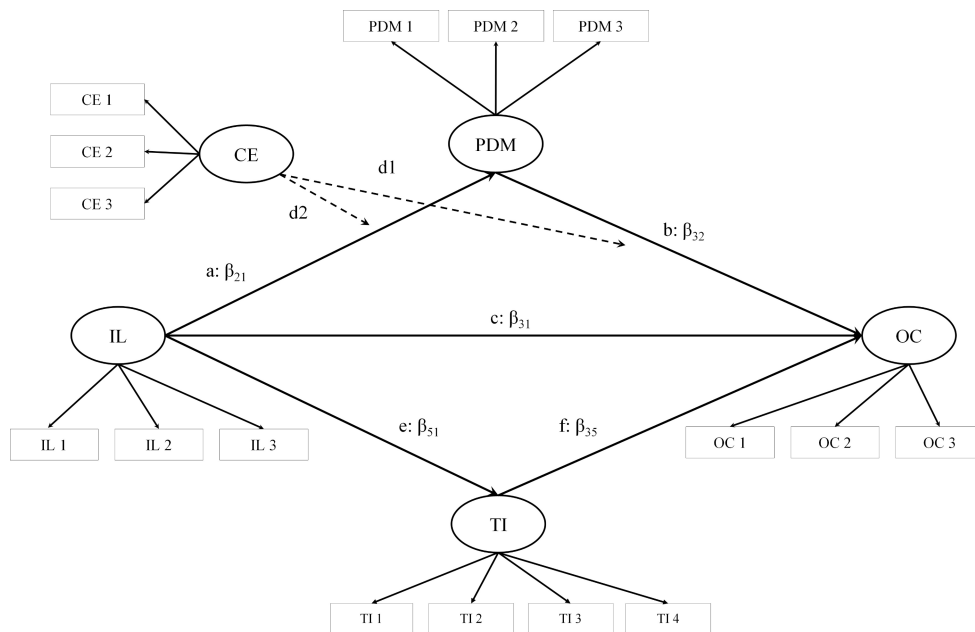 PDM 1
PDM 2
PDM 3
CE 1
CE 2
CE 3
CE
PDM
d1
d2
b: β₃₂
a: β₂₁
c: β₃₁
IL
OC
IL 1
IL 2
IL 3
e: β₅₁
f: β₃₅
OC 1
OC 2
OC 3
TI
TI 1
TI 2
TI 3
TI 4